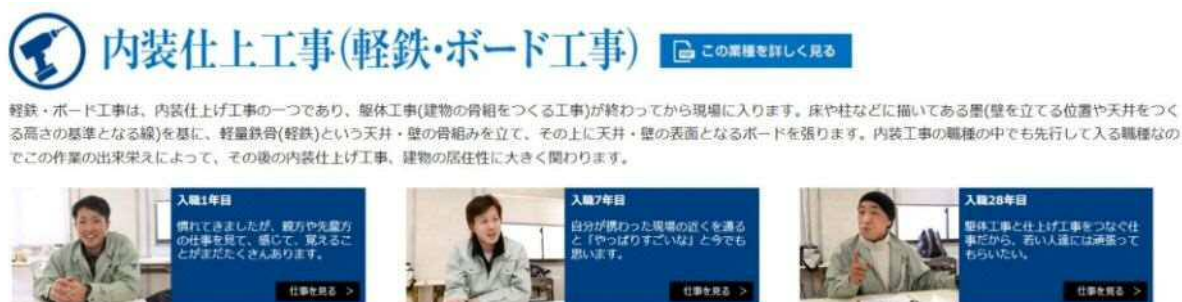 内装仕上工事(軽鉄・ボード工事)
この業種を詳しく見る
軽鉄・ボード工事は、内装仕上げ工事の一つであり、躯体工事(建物の骨組をつくる工事)が終わってから現場に入ります。床や柱などに描いてある墨(壁を立てる位置や天井をつく
る高さの基準となる線)を基に、軽量鉄骨(軽鉄)という天井・壁の骨組みを立て、その上に天井・壁の表面となるボードを張ります。内装工事の職種の中でも先行して入る職種なの
でこの作業の出来栄えによって、その後の内装仕上げ工事、建物の居住性に大きく関わります。
入職1年目
慣れてきましたが、親方や先輩方
の仕事を見て、感じて、覚えるこ
とがまだたくさんあります。
仕事を見る >
入職7年目
自分が携わった現場の近くを通る
と「やっぱりすごいな」と今でも
思います。
仕事を見る >
入職28年目
躯体工事と仕上げ工事をつなぐ仕
事だから、若い人達には頑張って
もらいたい。
仕事を見る >